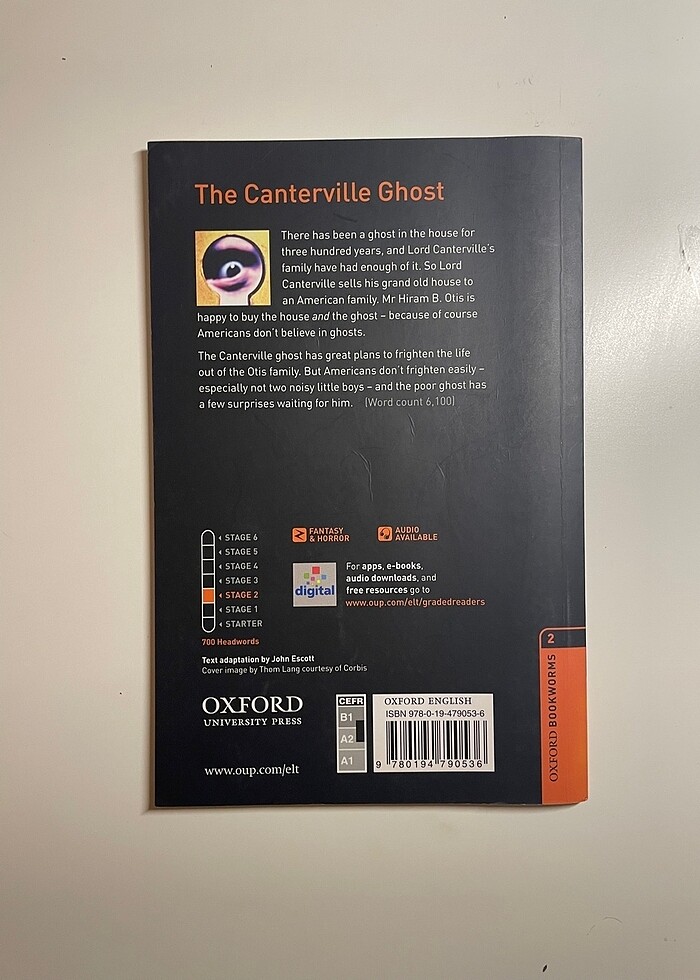 The Canterville Ghost
There has been a ghost in the house for
three hundred years, and Lord Canterville's
family have had enough of it. So Lord
Canterville sells his grand old house to
an American family. Mr Hiram B. Otis is
happy to buy the house and the ghost – because of course
Americans don't believe in ghosts.
The Canterville ghost has great plans to frighten the life
out of the Otis family. But Americans don't frighten easily –
especially not two noisy little boys – and the poor ghost has
a few surprises waiting for him. (Word count 6,100)
STAGE 6
STAGE 5
STAGE 4
STAGE 3
STAGE 2
STAGE 1
STARTER
700 Headwords
FANTASY
& HORROR
AUDIO
AVAILABLE
digital
For apps, e-books,
audio downloads, and
free resources go to
www.oup.com/elt/gradedreaders
Text adaptation by John Escott
Cover image by Thom Lang courtesy of Corbis
OXFORD
UNIVERSITY PRESS
www.oup.com/elt
CEFR
B1
A2
A1
OXFORD ENGLISH
ISBN 978-0-19-479053-6
9 780194 790536
2
OXFORD BOOKWORMS